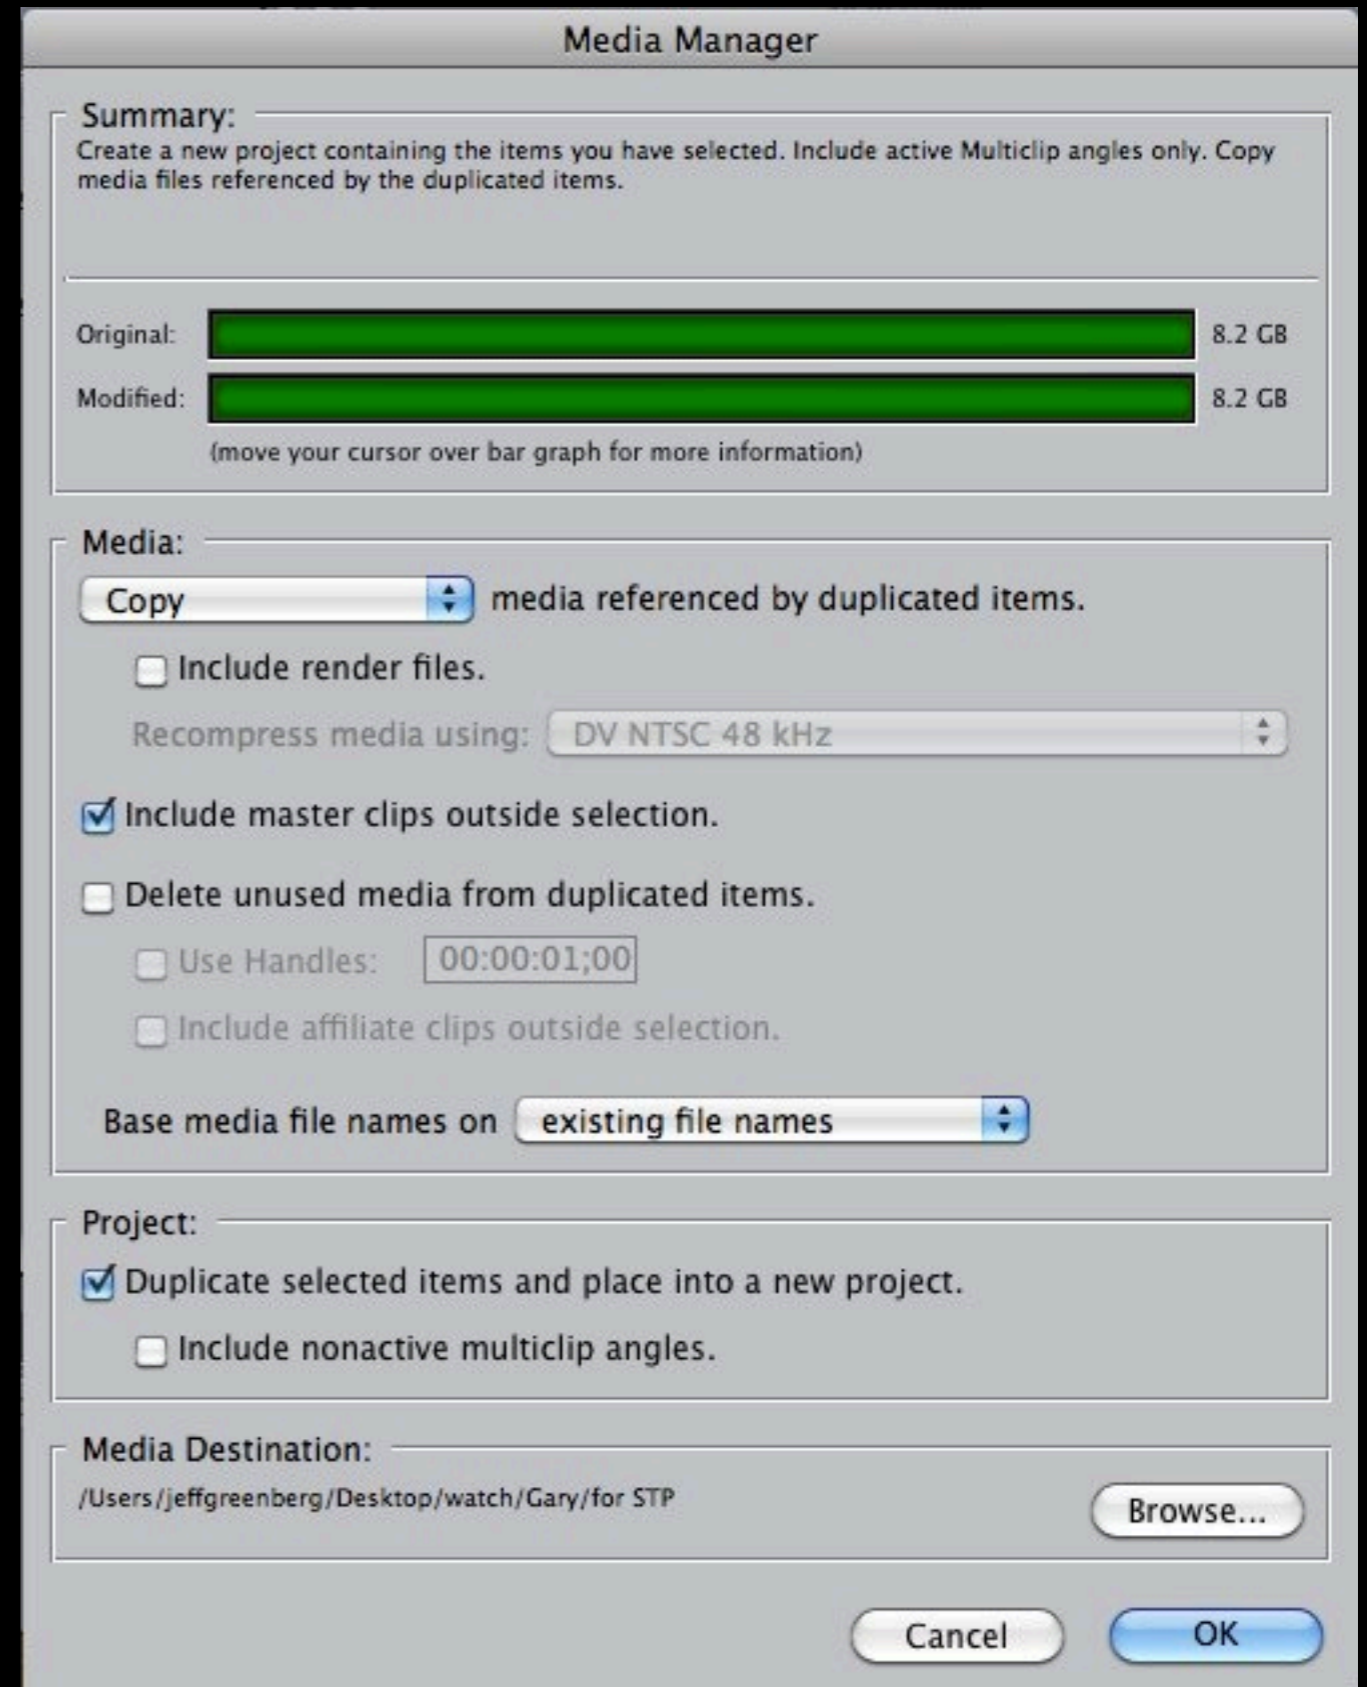 Media Manager
Summary:
Create a new project containing the items you have selected. Include active Multiclip angles only. Copy
media files referenced by the duplicated items.
Original: 8.2 GB
Modified: 8.2 GB
(move your cursor over bar graph for more information)
Media:
Copy media referenced by duplicated items.
Include render files.
Recompress media using: DV NTSC 48 kHz
Include master clips outside selection.
Delete unused media from duplicated items.
Use Handles: 00:00:01;00
Include affiliate clips outside selection.
Base media file names on existing file names
Project:
Duplicate selected items and place into a new project.
Include nonactive multiclip angles.
Media Destination:
/Users/jeffgreenberg/Desktop/watch/Gary/for STP
Browse...
Cancel OK